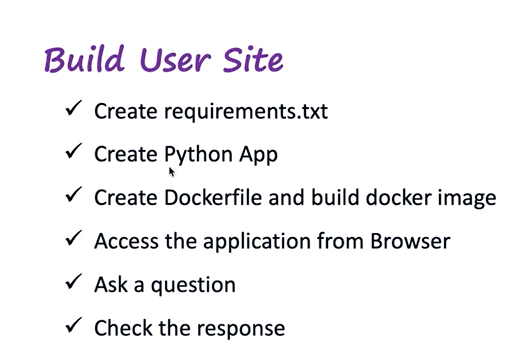 Build User Site
✓ Create requirements.txt
✓ Create Python App
✓ Create Dockerfile and build docker image
✓ Access the application from Browser
✓ Ask a question
✓ Check the response